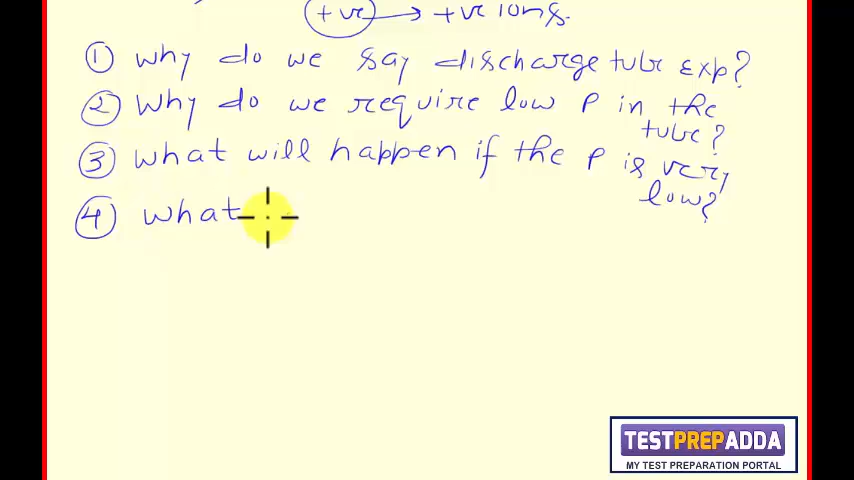 +ve → +ve ions.
① why do we say discharge tube exp?
② why do we require low P in the
tube?
③ what will happen if the P is very
low?
④ what
TESTPREPADDA
MY TEST PREPARATION PORTAL